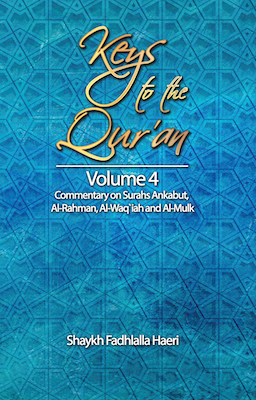 Keys
to the
Qur'an
Volume 4
Commentary on Surahs Ankabut,
Al-Rahman, Al-Waq`iah and Al-Mulk
Shaykh Fadhlalla Haeri